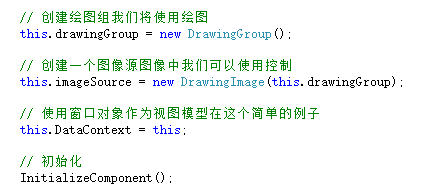 // 创建绘图组我们将使用绘图
this.drawingGroup = new DrawingGroup();
// 创建一个图像源图像中我们可以使用控制
this.imageSource = new DrawingImage(this.drawingGroup);
// 使用窗口对象作为视图模型在这个简单的例子
this.DataContext = this;
// 初始化
InitializeComponent();